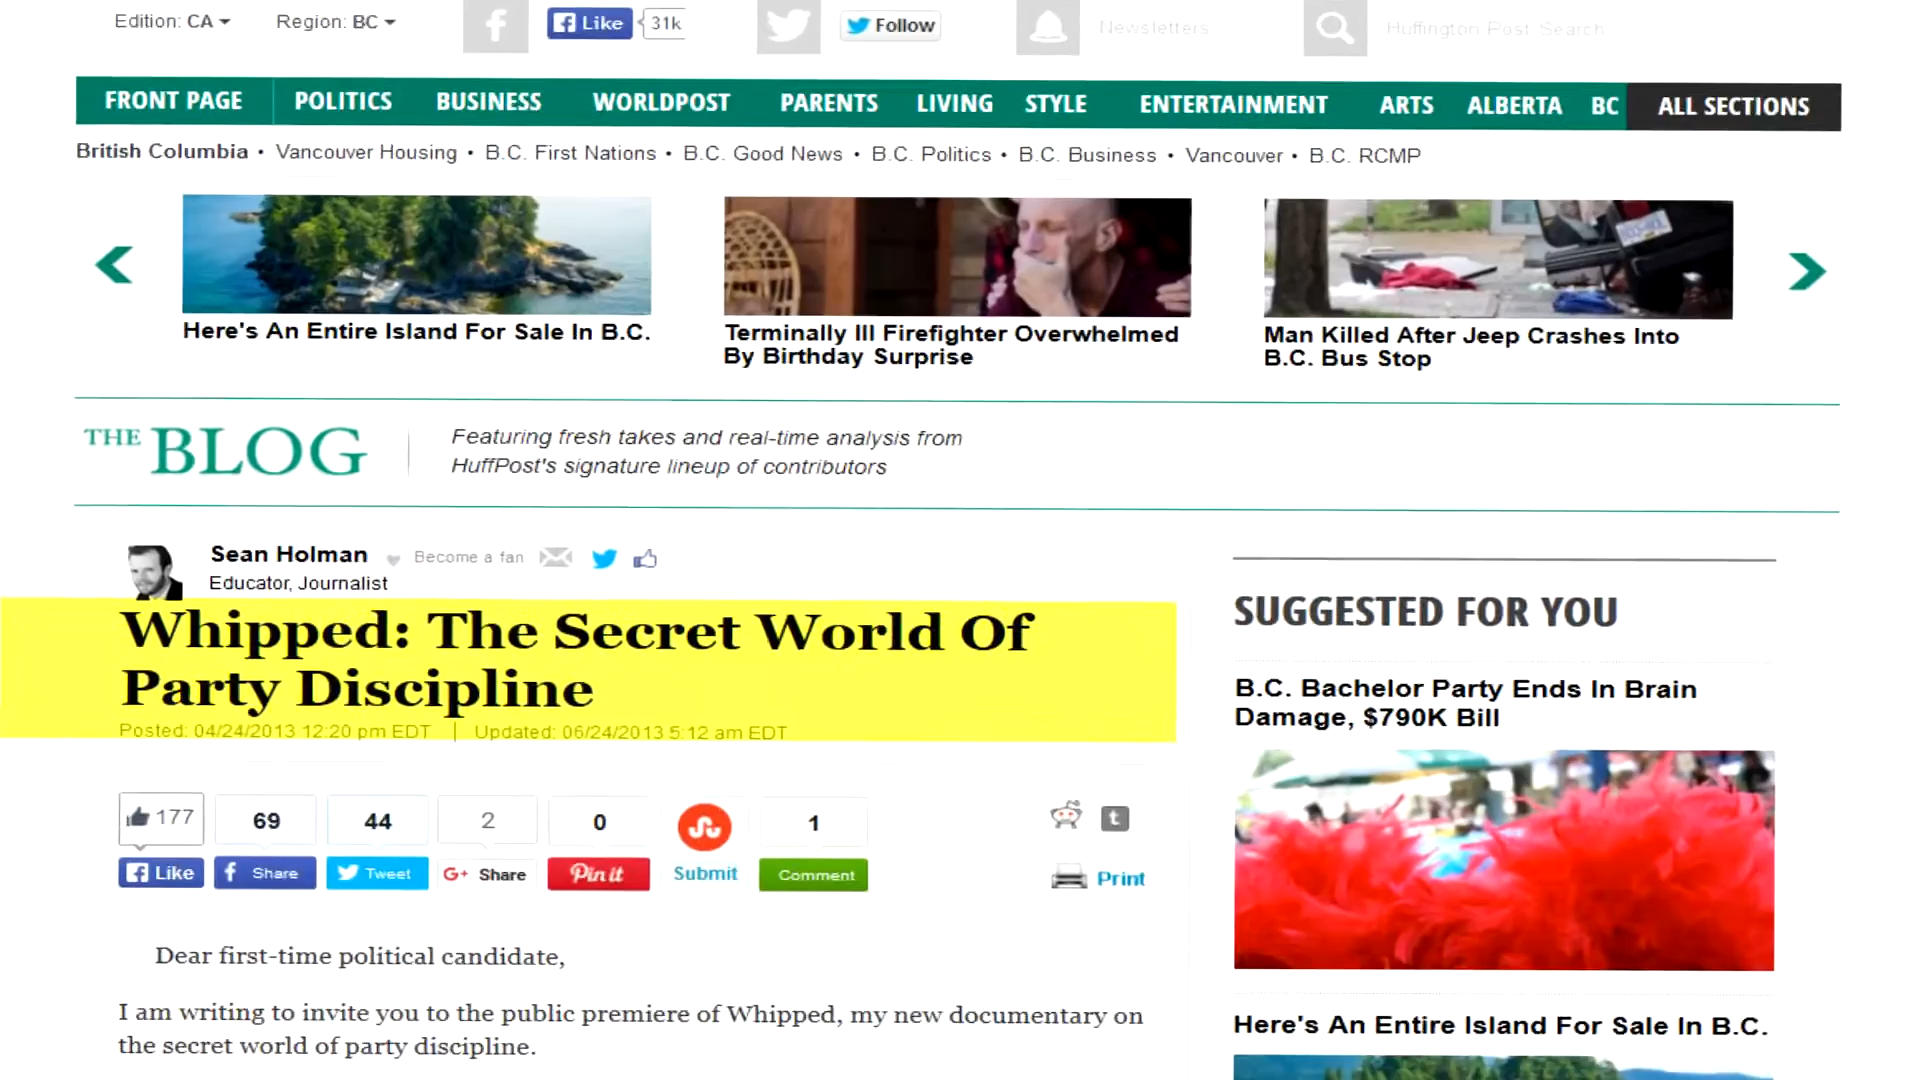 Edition: CA
Region: BC
Like
31k
Follow
Newsletters
Huffington Post Search
FRONT PAGE
POLITICS
BUSINESS
WORLDPOST
PARENTS
LIVING
STYLE
ENTERTAINMENT
ARTS
ALBERTA
BC
ALL SECTIONS
British Columbia • Vancouver Housing • B.C. First Nations • B.C. Good News • B.C. Politics • B.C. Business • Vancouver • B.C. RCMP
Here's An Entire Island For Sale In B.C.
Terminally Ill Firefighter Overwhelmed
By Birthday Surprise
Man Killed After Jeep Crashes Into
B.C. Bus Stop
THE BLOG
Featuring fresh takes and real-time analysis from
HuffPost's signature lineup of contributors
Sean Holman
Become a fan
Educator, Journalist
Whipped: The Secret World Of
Party Discipline
Posted: 04/24/2013 12:20 pm EDT | Updated: 06/24/2013 5:12 am EDT
177
69
44
2
0
1
Like
Share
Tweet
G+ Share
Pin it
Submit
Comment
t
Print
Dear first-time political candidate,
I am writing to invite you to the public premiere of Whipped, my new documentary on
the secret world of party discipline.
SUGGESTED FOR YOU
B.C. Bachelor Party Ends In Brain
Damage, $790K Bill
Here's An Entire Island For Sale In B.C.